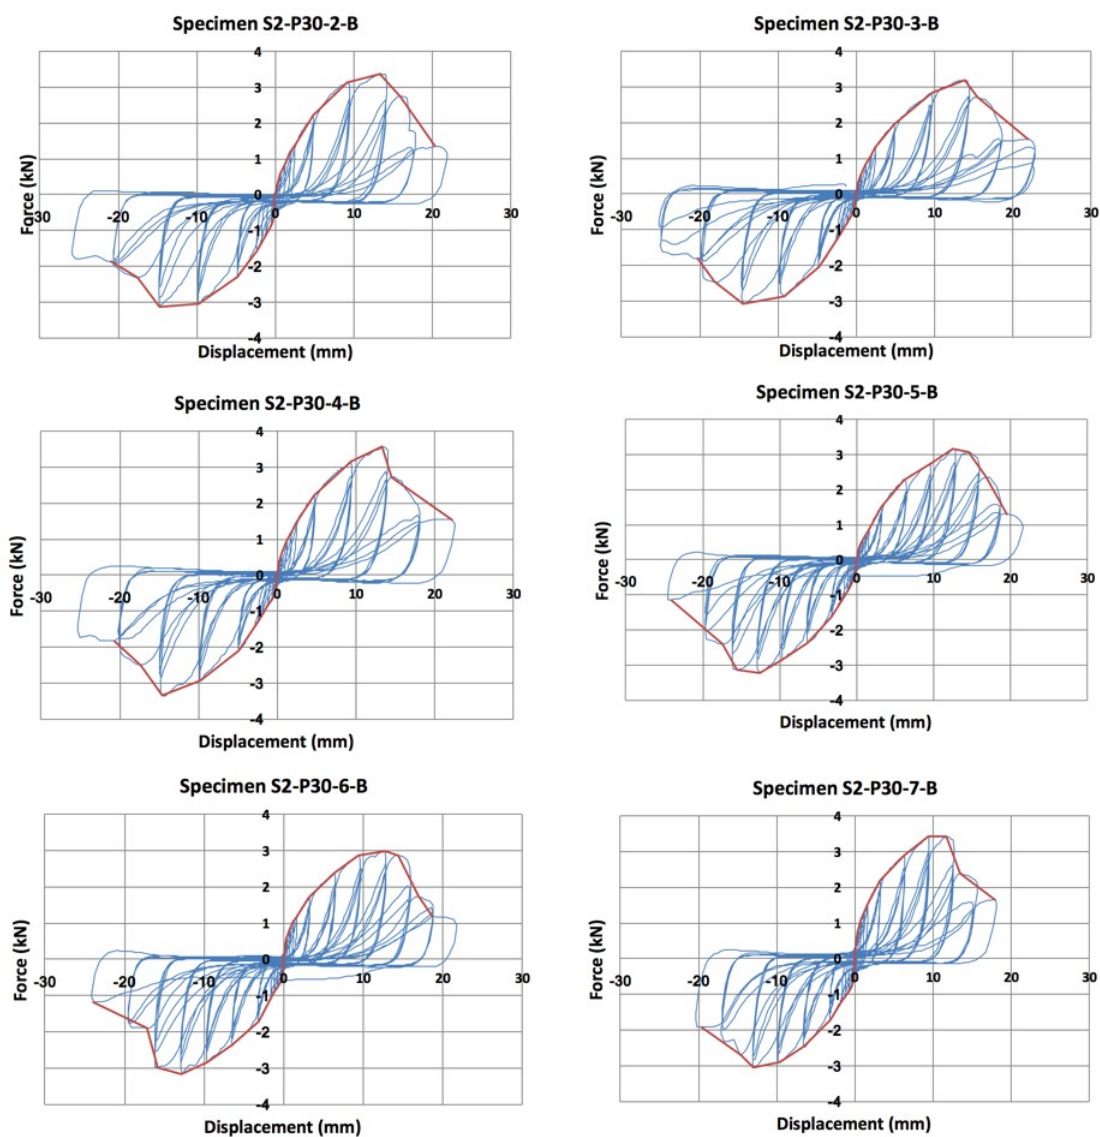 Specimen S2-P30-2-B
4
3
2
1
0
-30 -20 -10 0 10 20 30
-1
-2
-3
-4
Force (kN)
Displacement (mm)
Specimen S2-P30-3-B
4
3
2
1
0
-30 -20 -10 0 10 20 30
-1
-2
-3
-4
Force (kN)
Displacement (mm)
Specimen S2-P30-4-B
4
3
2
1
0
-30 -20 -10 0 10 20 30
-1
-2
-3
-4
Force (kN)
Displacement (mm)
Specimen S2-P30-5-B
4
3
2
1
0
-30 -20 -10 0 10 20 30
-1
-2
-3
-4
Force (kN)
Displacement (mm)
Specimen S2-P30-6-B
4
3
2
1
0
-30 -20 -10 0 10 20 30
-1
-2
-3
-4
Force (kN)
Displacement (mm)
Specimen S2-P30-7-B
4
3
2
1
0
-30 -20 -10 0 10 20 30
-1
-2
-3
-4
Force (kN)
Displacement (mm)